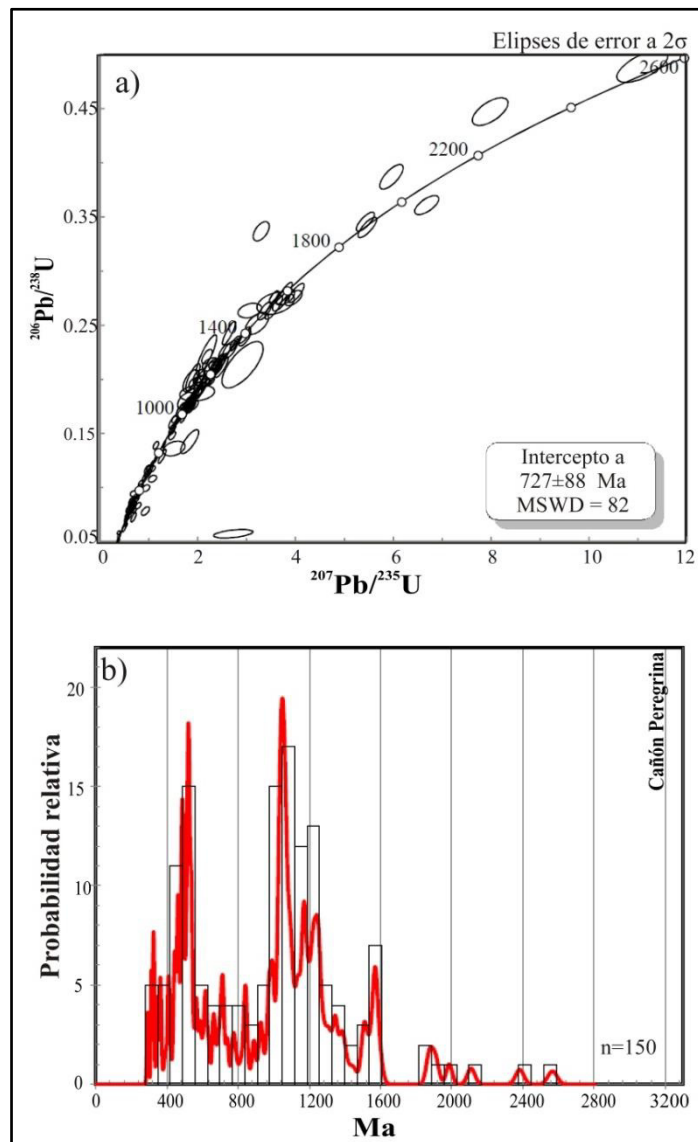 Elipses de error a 2σ
a)
2600
0.45
2200
0.35
1800
²⁰⁶Pb/²³⁸U
0.25
1400
1000
0.15
Intercepto a
727±88 Ma
MSWD = 82
0.05
0 2 4 6 8 10 12
²⁰⁷Pb/²³⁵U
b)
Cañón Peregrina
20
15
Probabilidad relativa
10
5
n=150
0
0 400 800 1200 1600 2000 2400 2800 3200
Ma